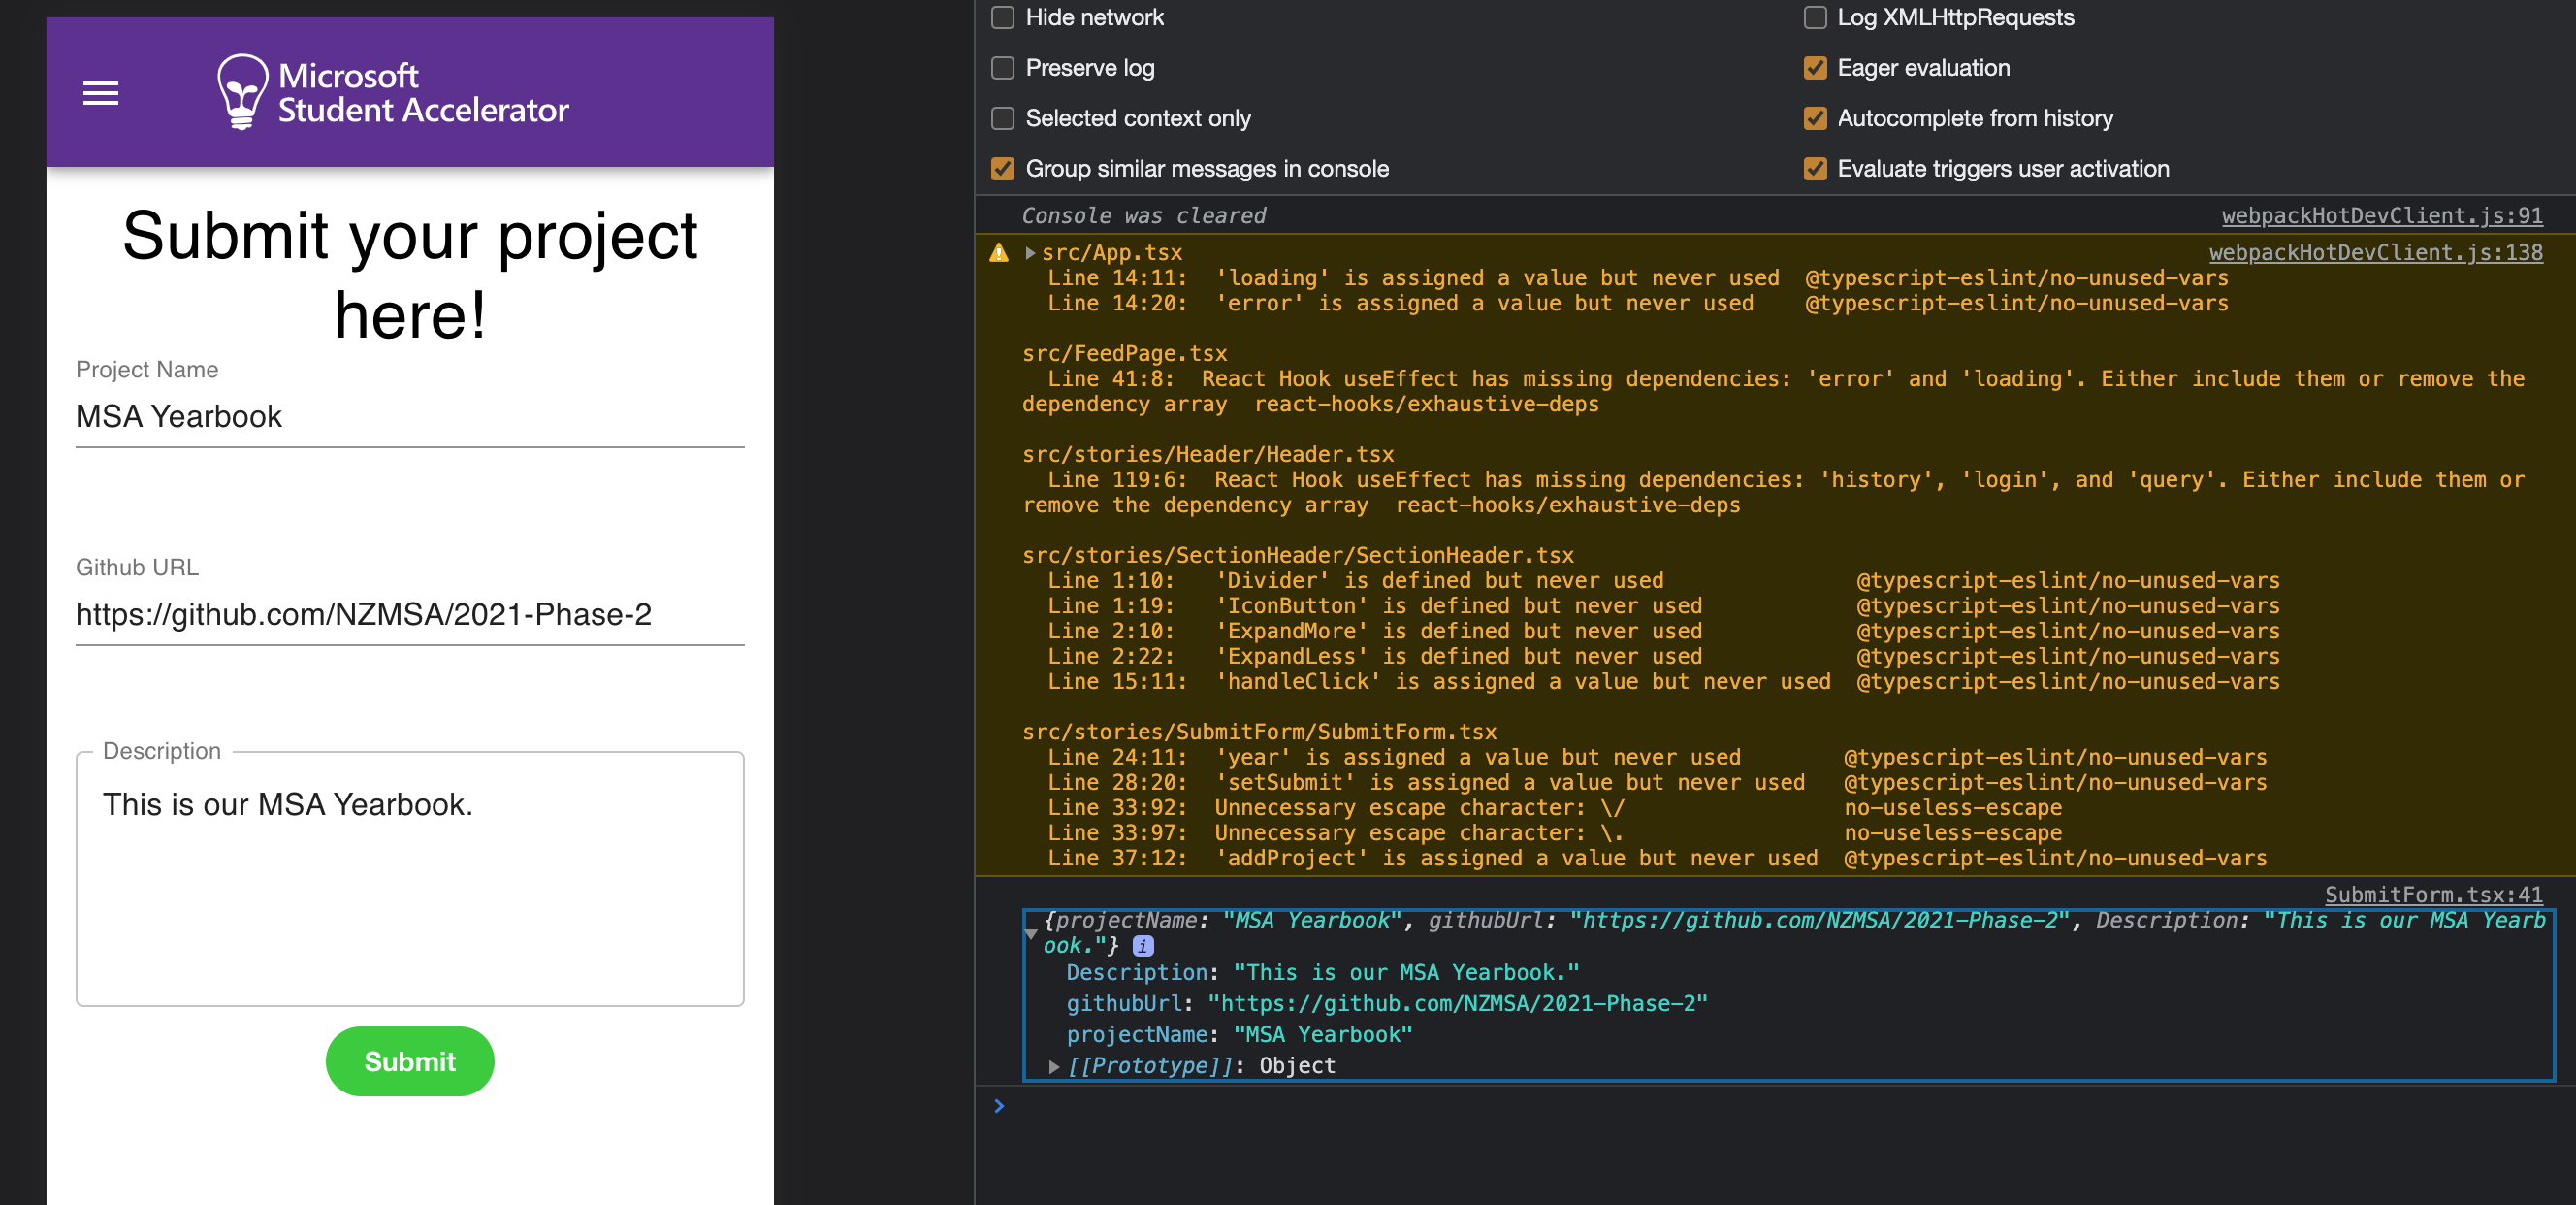 Microsoft
Student Accelerator
Submit your project
here!
Project Name
MSA Yearbook
Github URL
https://github.com/NZMSA/2021-Phase-2
Description
This is our MSA Yearbook.
Submit
Hide network
Log XMLHttpRequests
Preserve log
Eager evaluation
Selected context only
Autocomplete from history
Group similar messages in console
Evaluate triggers user activation
Console was cleared webpackHotDevClient.js:91
src/App.tsx webpackHotDevClient.js:138
Line 14:11: 'loading' is assigned a value but never used @typescript-eslint/no-unused-vars
Line 14:20: 'error' is assigned a value but never used @typescript-eslint/no-unused-vars
src/FeedPage.tsx
Line 41:8: React Hook useEffect has missing dependencies: 'error' and 'loading'. Either include them or remove the
dependency array react-hooks/exhaustive-deps
src/stories/Header/Header.tsx
Line 119:6: React Hook useEffect has missing dependencies: 'history', 'login', and 'query'. Either include them or
remove the dependency array react-hooks/exhaustive-deps
src/stories/SectionHeader/SectionHeader.tsx
Line 1:10: 'Divider' is defined but never used @typescript-eslint/no-unused-vars
Line 1:19: 'IconButton' is defined but never used @typescript-eslint/no-unused-vars
Line 2:10: 'ExpandMore' is defined but never used @typescript-eslint/no-unused-vars
Line 2:22: 'ExpandLess' is defined but never used @typescript-eslint/no-unused-vars
Line 15:11: 'handleClick' is assigned a value but never used @typescript-eslint/no-unused-vars
src/stories/SubmitForm/SubmitForm.tsx
Line 24:11: 'year' is assigned a value but never used @typescript-eslint/no-unused-vars
Line 28:20: 'setSubmit' is assigned a value but never used @typescript-eslint/no-unused-vars
Line 33:92: Unnecessary escape character: \/ no-useless-escape
Line 33:97: Unnecessary escape character: \. no-useless-escape
Line 37:12: 'addProject' is assigned a value but never used @typescript-eslint/no-unused-vars
SubmitForm.tsx:41
{projectName: "MSA Yearbook", githubUrl: "https://github.com/NZMSA/2021-Phase-2", Description: "This is our MSA Yearb
ook."} i
Description: "This is our MSA Yearbook."
githubUrl: "https://github.com/NZMSA/2021-Phase-2"
projectName: "MSA Yearbook"
[[Prototype]]: Object